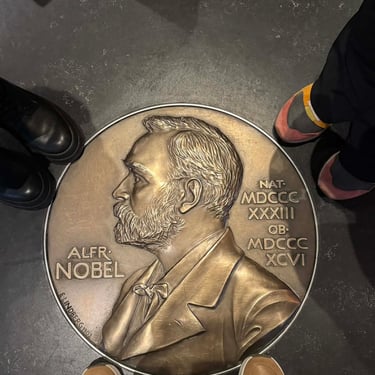 ALFR·
NOBEL
NAT·
MDCCC
XXXIII
OB·
MDCCC
XCVI